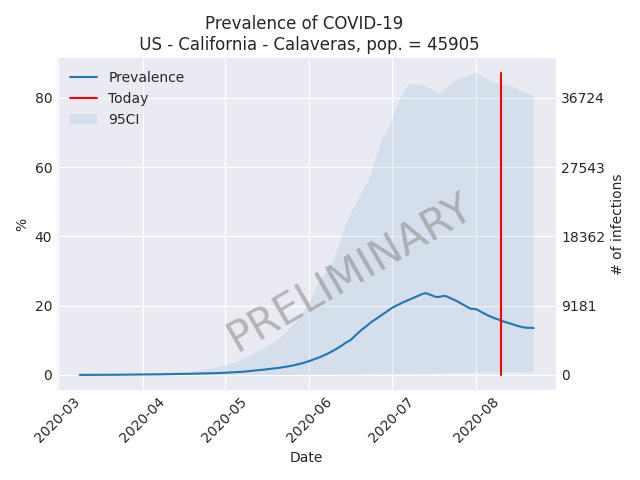 Prevalence of COVID-19
US - California - Calaveras, pop. = 45905
Prevalence
Today
95CI
PRELIMINARY
%
80
60
40
20
0
36724
27543
18362
9181
0
# of infections
2020-03
2020-04
2020-05
2020-06
2020-07
2020-08
Date